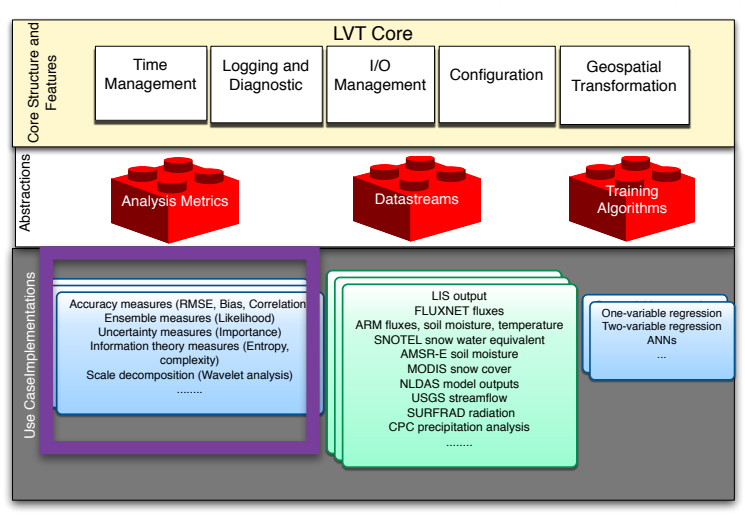 LVT Core
Core Structure and
Features
Time
Management
Logging and
Diagnostic
I/O
Management
Configuration
Geospatial
Transformation
Abstractions
Analysis Metrics
Datastreams
Training
Algorithms
Use CaseImplementations
Accuracy measures (RMSE, Bias, Correlation
Ensemble measures (Likelihood)
Uncertainty measures (Importance)
Information theory measures (Entropy,
complexity)
Scale decomposition (Wavelet analysis)
........
LIS output
FLUXNET fluxes
ARM fluxes, soil moisture, temperature
SNOTEL snow water equivalent
AMSR-E soil moisture
MODIS snow cover
NLDAS model outputs
USGS streamflow
SURFRAD radiation
CPC precipitation analysis
........
One-variable regression
Two-variable regression
ANNs
...